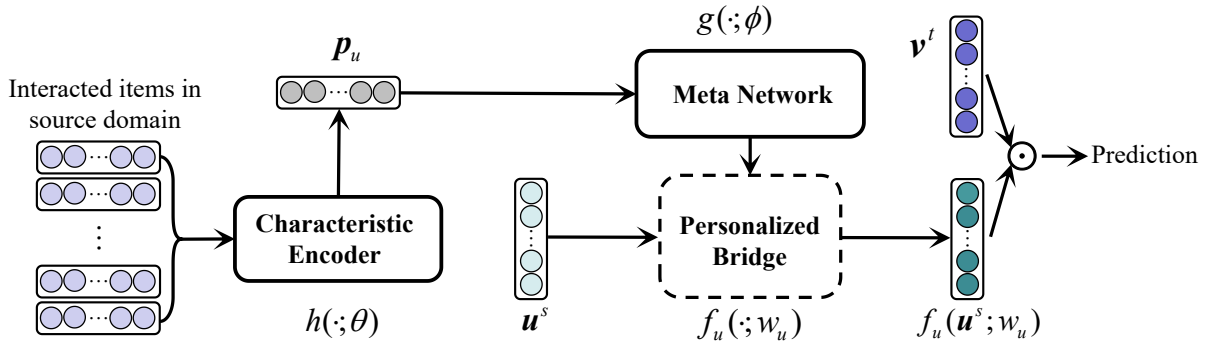 g(·;ϕ)
p_u
v^t
Interacted items in
source domain
Meta Network
Prediction
Characteristic
Encoder
Personalized
Bridge
h(·;θ)
u^s
f_u(·;w_u)
f_u(u^s;w_u)